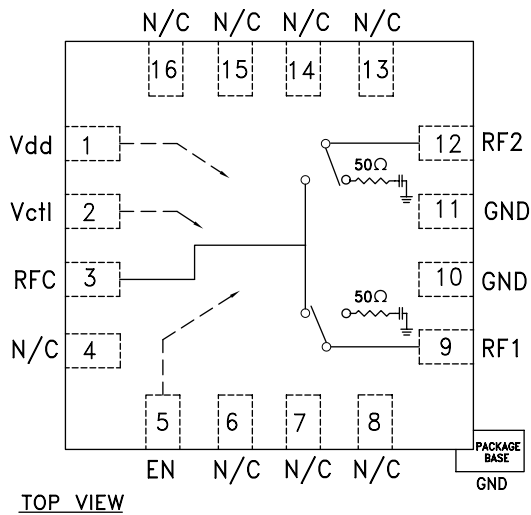 N/C N/C N/C N/C
16 15 14 13
Vdd 1
12 RF2
50Ω
Vctl 2
11 GND
RFC 3
10 GND
50Ω
N/C 4
9 RF1
5 6 7 8
EN N/C N/C N/C
PACKAGE
BASE
GND
TOP VIEW